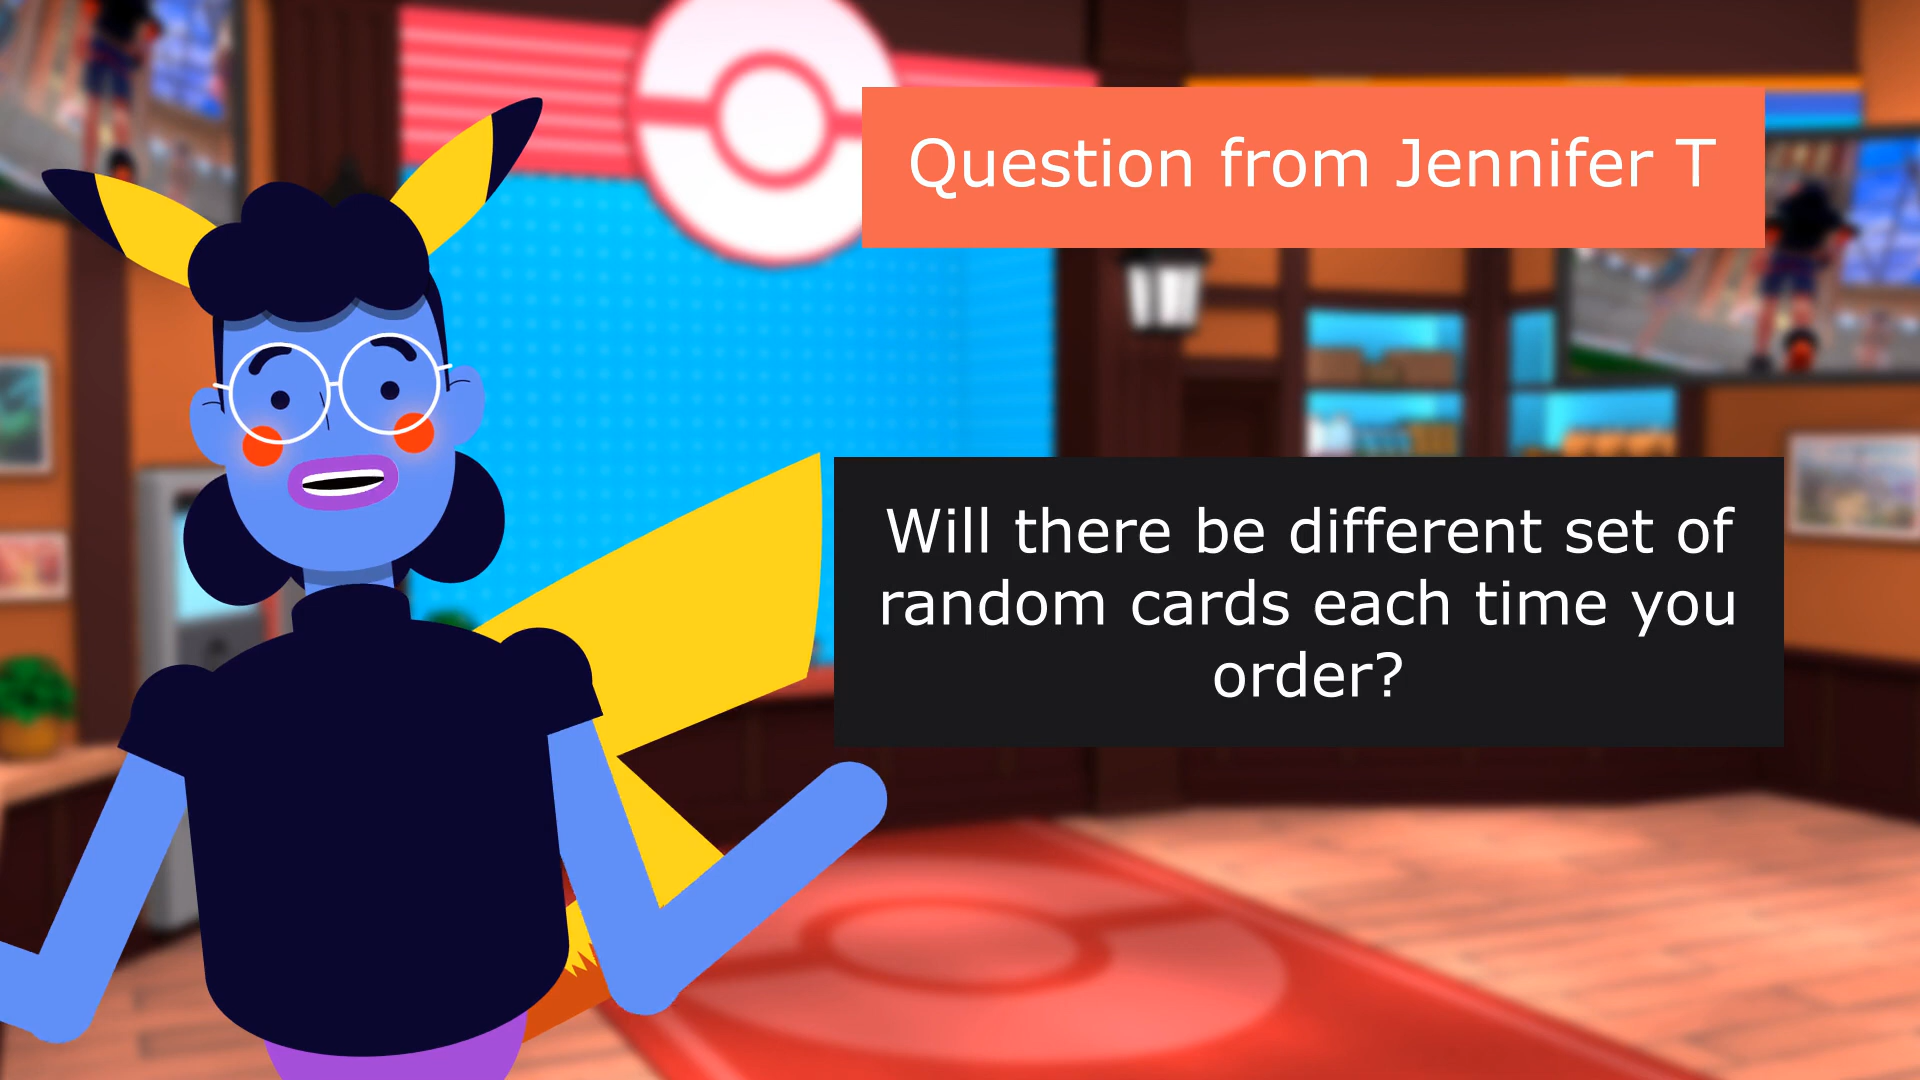 Question from Jennifer T
Will there be different set of
random cards each time you
order?